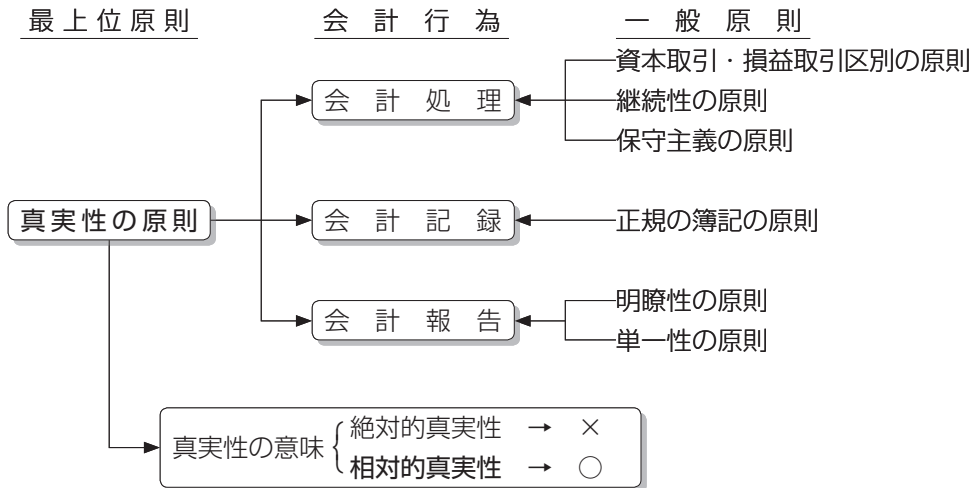 最上位原則 会計行為 一般原則
資本取引・損益取引区別の原則
会計処理 継続性の原則
保守主義の原則
真実性の原則 会計記録 正規の簿記の原則
明瞭性の原則
会計報告
単一性の原則
真実性の意味
絶対的真実性 → ×
相対的真実性 → ○